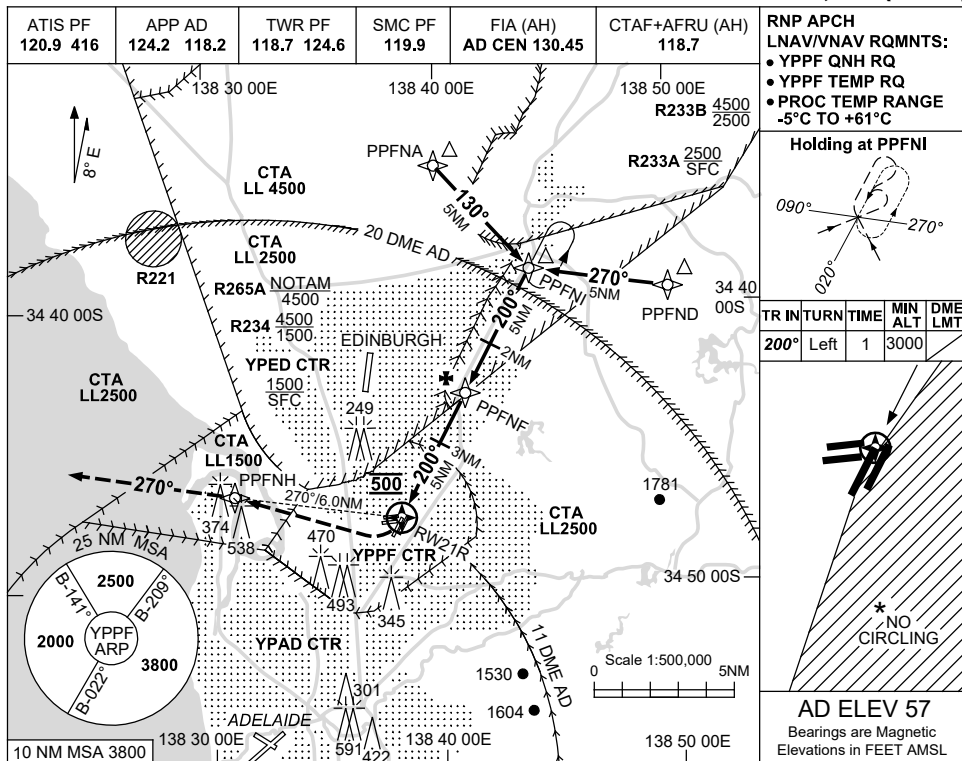 ATIS PF
120.9 416
APP AD
124.2 118.2
TWR PF
118.7 124.6
SMC PF
119.9
FIA (AH)
AD CEN 130.45
CTAF+AFRU (AH)
118.7
RNP APCH
LNAV/VNAV RQMNTS:
• YPPF QNH RQ
• YPPF TEMP RQ
• PROC TEMP RANGE
-5°C TO +61°C
Holding at PPFNI
090°
270°
020°
TR IN TURN TIME MIN ALT DME LMT
200° Left 1 3000
* NO
CIRCLING
AD ELEV 57
Bearings are Magnetic
Elevations in FEET AMSL
138 30 00E
138 40 00E
138 50 00E
8° E
R233B 4500
2500
R233A 2500
SFC
PPFNA
CTA
LL 4500
130°
5NM
20 DME AD
CTA
LL 2500
R221
R265A NOTAM
4500
R234 4500
1500
PPFNI
270°
5NM
PPFND
34 40
00S
34 40 00S
200°
5NM
2NM
EDINBURGH
YPED CTR
1500
SFC
CTA
LL2500
PPFNF
249
CTA
LL1500
PPFNH
270°
270°/6.0NM
500
200°
3NM
5NM
1781
CTA
LL2500
RW21R
374
538
470
493
345
YPPF CTR
34 50 00S
25 NM MSA
2500
B-141°
B-209°
2000
YPPF
ARP
3800
B-022°
YPAD CTR
11 DME AD
1530
1604
Scale 1:500,000
0
5NM
301
591
422
ADELAIDE
10 NM MSA 3800
138 30 00E
138 40 00E
138 50 00E